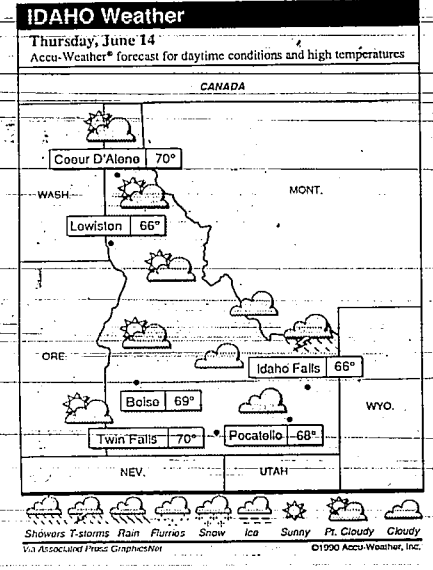 IDAHO Weather
Thursday, June 14
Accu-Weather® forecast for daytime conditions and high temperatures
CANADA
Coeur D'Alene 70°
WASH.
MONT.
Lewiston 66°
ORE.
Idaho Falls 66°
Boise 69°
WYO.
Twin Falls 70°
Pocatello 68°
NEV.
UTAH
Showers T-storms Rain Flurries Snow Ice Sunny Pt. Cloudy Cloudy
Via Associated Press GraphicsNet
©1990 Accu-Weather, Inc.